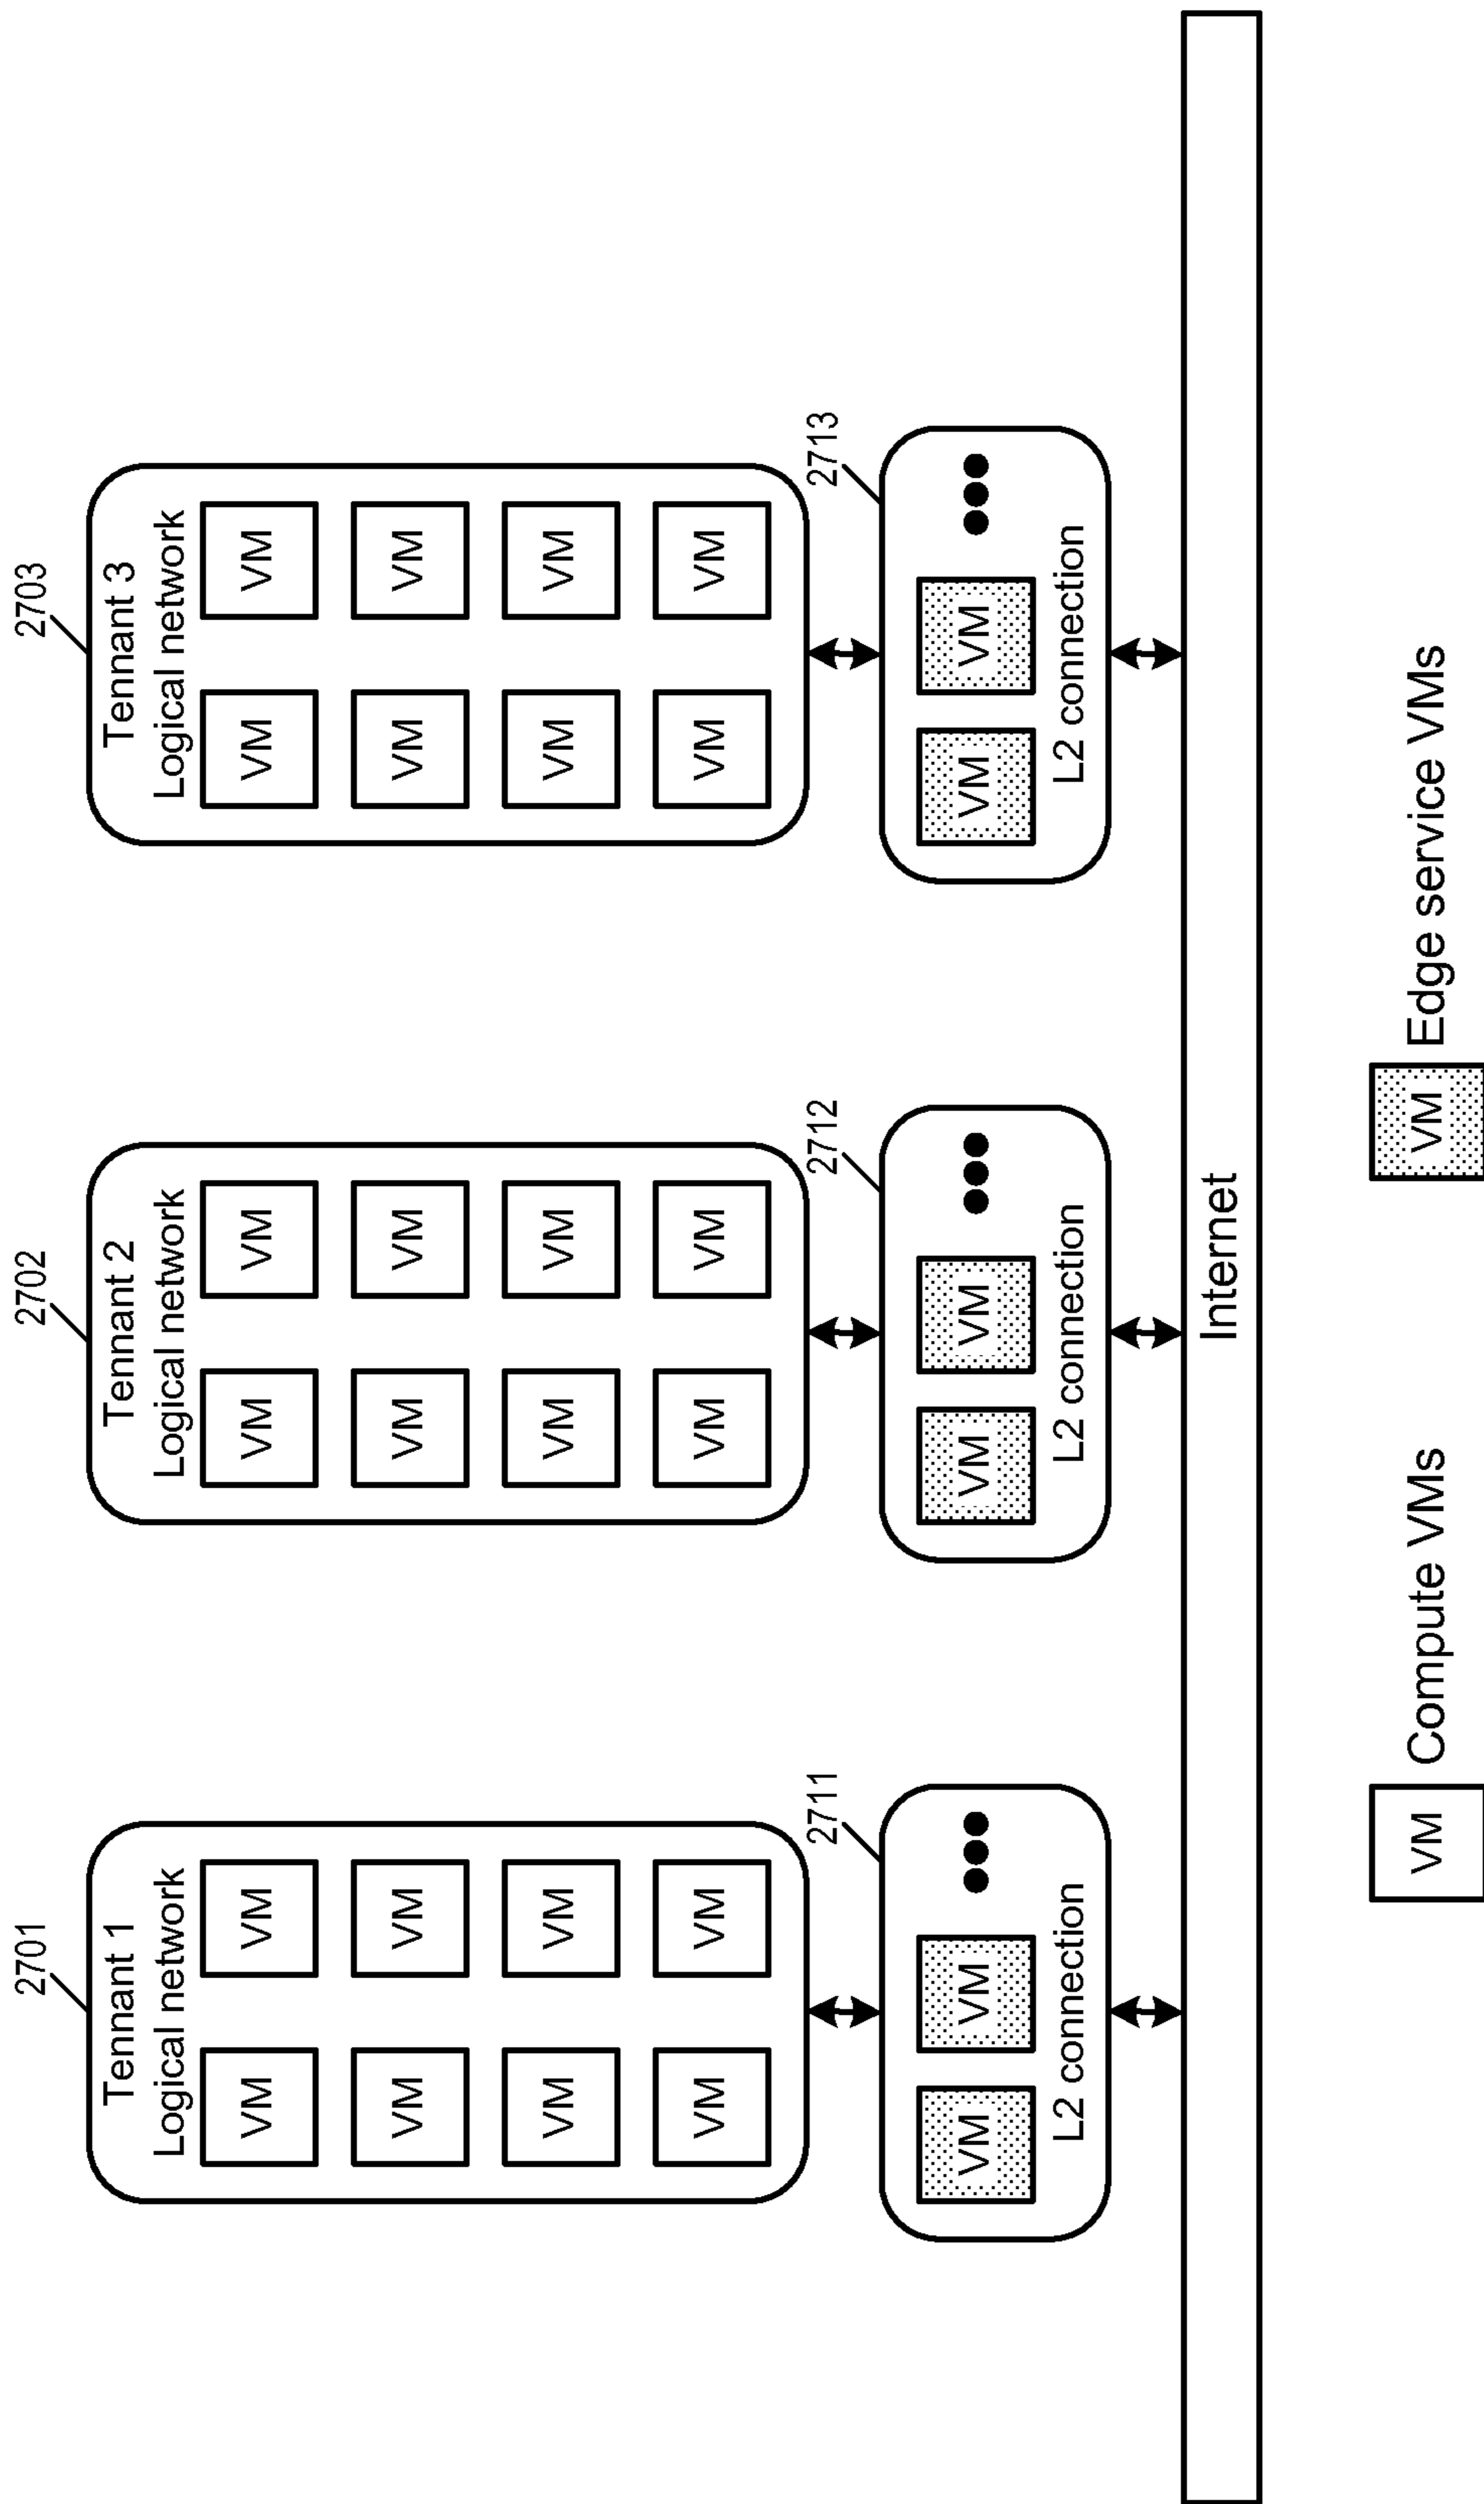 2701
Tennant 1
Logical network
VM VM
VM VM
VM VM
VM VM
2711
VM VM
L2 connection
2702
Tennant 2
Logical network
VM VM
VM VM
VM VM
VM VM
2712
VM VM
L2 connection
2703
Tennant 3
Logical network
VM VM
VM VM
VM VM
VM VM
2713
VM VM
L2 connection
Internet
VM Compute VMs
VM Edge service VMs